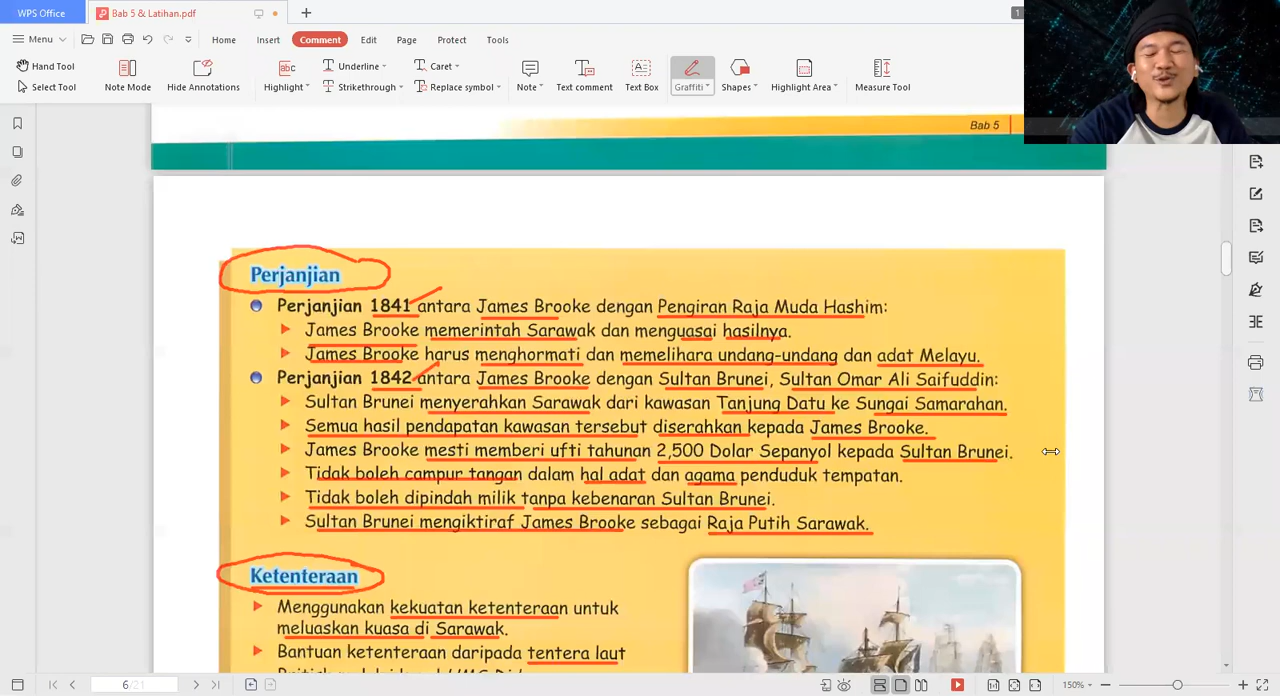 WPS Office
Bab 5 & Latihan.pdf
1
Menu
Home
Insert
Comment
Edit
Page
Protect
Tools
Hand Tool
Select Tool
Note Mode
Hide Annotations
Highlight
Underline
Strikethrough
Caret
Replace symbol
Note
Text comment
Text Box
Graffiti
Shapes
Highlight Area
Measure Tool
Bab 5
Perjanjian
Perjanjian 1841 antara James Brooke dengan Pengiran Raja Muda Hashim:
James Brooke memerintah Sarawak dan menguasai hasilnya.
James Brooke harus menghormati dan memelihara undang-undang dan adat Melayu.
Perjanjian 1842 antara James Brooke dengan Sultan Brunei, Sultan Omar Ali Saifuddin:
Sultan Brunei menyerahkan Sarawak dari kawasan Tanjung Datu ke Sungai Samarahan.
Semua hasil pendapatan kawasan tersebut diserahkan kepada James Brooke.
James Brooke mesti memberi ufti tahunan 2,500 Dolar Sepanyol kepada Sultan Brunei.
Tidak boleh campur tangan dalam hal adat dan agama penduduk tempatan.
Tidak boleh dipindah milik tanpa kebenaran Sultan Brunei.
Sultan Brunei mengiktiraf James Brooke sebagai Raja Putih Sarawak.
Ketenteraan
Menggunakan kekuatan ketenteraan untuk
meluaskan kuasa di Sarawak.
Bantuan ketenteraan daripada tentera laut
6/21
150%